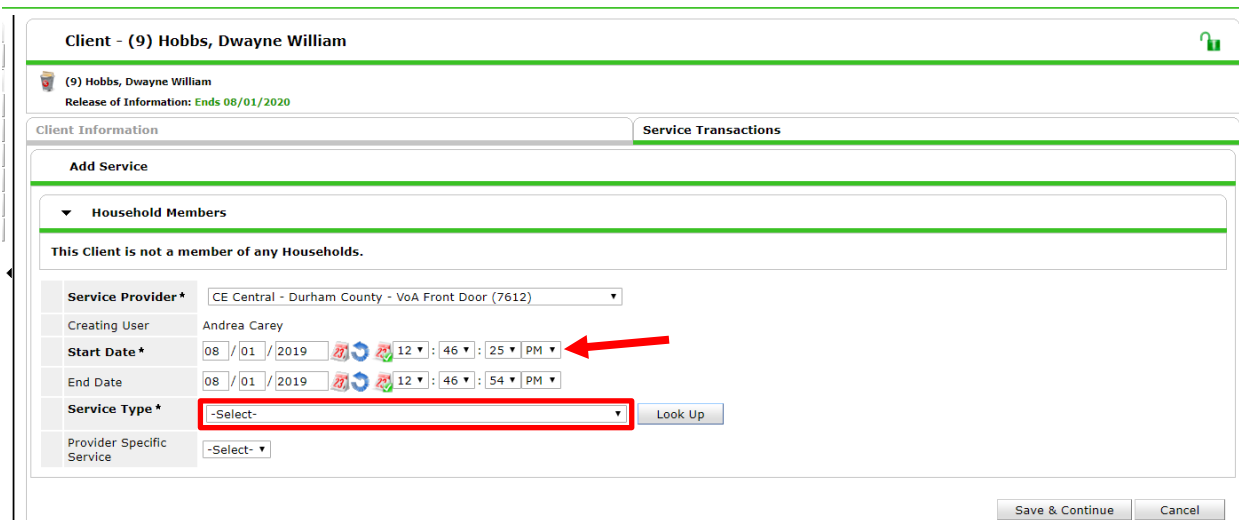 Client - (9) Hobbs, Dwayne William
(9) Hobbs, Dwayne William
Release of Information: Ends 08/01/2020
Client Information Service Transactions
Add Service
Household Members
This Client is not a member of any Households.
Service Provider* CE Central - Durham County - VoA Front Door (7612)
Creating User Andrea Carey
Start Date* 08 / 01 / 2019 12 : 46 : 25 PM
End Date 08 / 01 / 2019 12 : 46 : 54 PM
Service Type* -Select- Look Up
Provider Specific
Service -Select-
Save & Continue Cancel